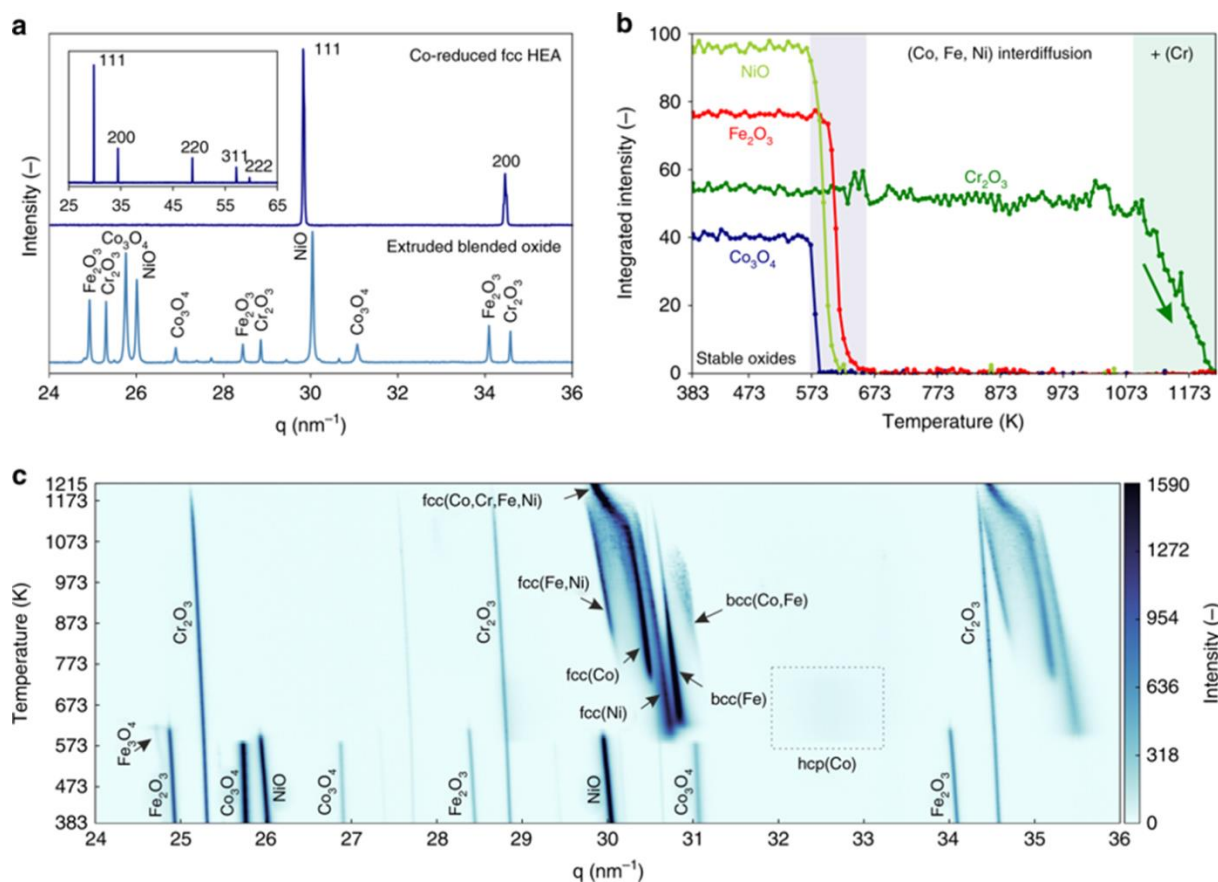 a
Co-reduced fcc HEA
111
200
111
200
220
311
222
25 35 45 49 56 65
Extruded blended oxide
Fe₂O₃
Cr₂O₃
Co₃O₄
NiO
Co₃O₄
Fe₂O₃
Cr₂O₃
NiO
Co₃O₄
Fe₂O₃
Cr₂O₃
Intensity (–)
24 26 28 30 32 34 36
q (nm⁻¹)
b
100
80
60
40
20
0
Integrated intensity (–)
NiO
(Co, Fe, Ni) interdiffusion
+ (Cr)
Fe₂O₃
Cr₂O₃
Co₃O₄
Stable oxides
383 473 573 673 773 873 973 1073 1173
Temperature (K)
c
1215
1173
1073
973
873
773
673
573
473
383
Temperature (K)
fcc(Co,Cr,Fe,Ni)
fcc(Fe,Ni)
bcc(Co,Fe)
fcc(Co)
bcc(Fe)
fcc(Ni)
hcp(Co)
Cr₂O₃
Cr₂O₃
Cr₂O₃
Fe₃O₄
Fe₂O₃
Co₃O₄
NiO
Co₃O₄
Fe₂O₃
NiO
Co₃O₄
Fe₂O₃
24 25 26 27 28 29 30 31 32 33 34 35 36
q (nm⁻¹)
1590
1272
954
636
318
0
Intensity (–)